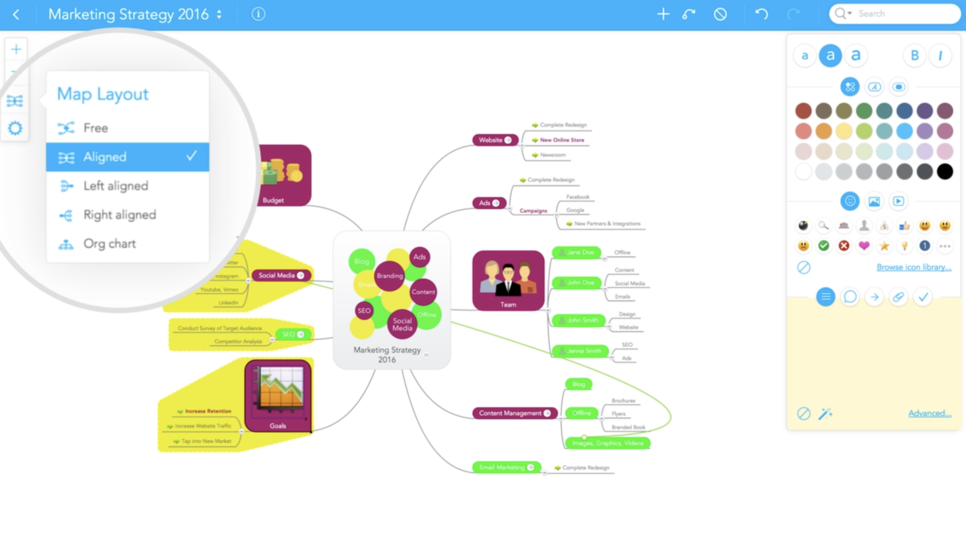 Marketing Strategy 2016
Search
Map Layout
Free
Aligned
Left aligned
Right aligned
Org chart
Budget
Social Media
Youtube, Vimeo
LinkedIn
Conduct Survey of Target Audience
Competitor Analysis
SEO
Increase Retention
Increase Website Traffic
Tap into New Market
Goals
Blog
Ads
Branding
Content
SEO
Offline
Social
Media
Marketing Strategy
2016
Website
Complete Redesign
New Online Store
Newsroom
Ads
Complete Redesign
Campaigns
Facebook
Google
New Partners & Integrations
Team
Jane Doe
Offline
John Doe
Content
Social Media
Emails
John Smith
Design
Website
Janna Smith
SEO
Ads
Content Management
Blog
Offline
Brochures
Flyers
Branded Book
Images, Graphics, Videos
Email Marketing
Complete Redesign
a a a B I
Browse icon library...
Advanced...